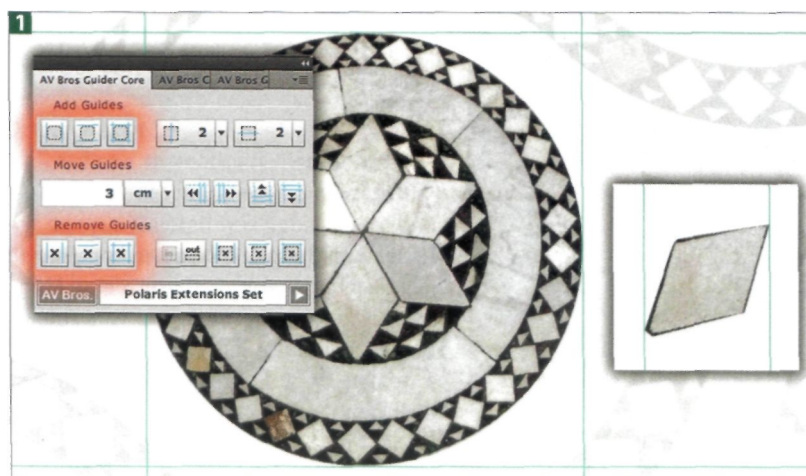 1
AV Bros Guider Core AV Bros C AV Bros G
Add Guides
2 2
Move Guides
3 cm
Remove Guides
out
AV Bros. Polaris Extensions Set